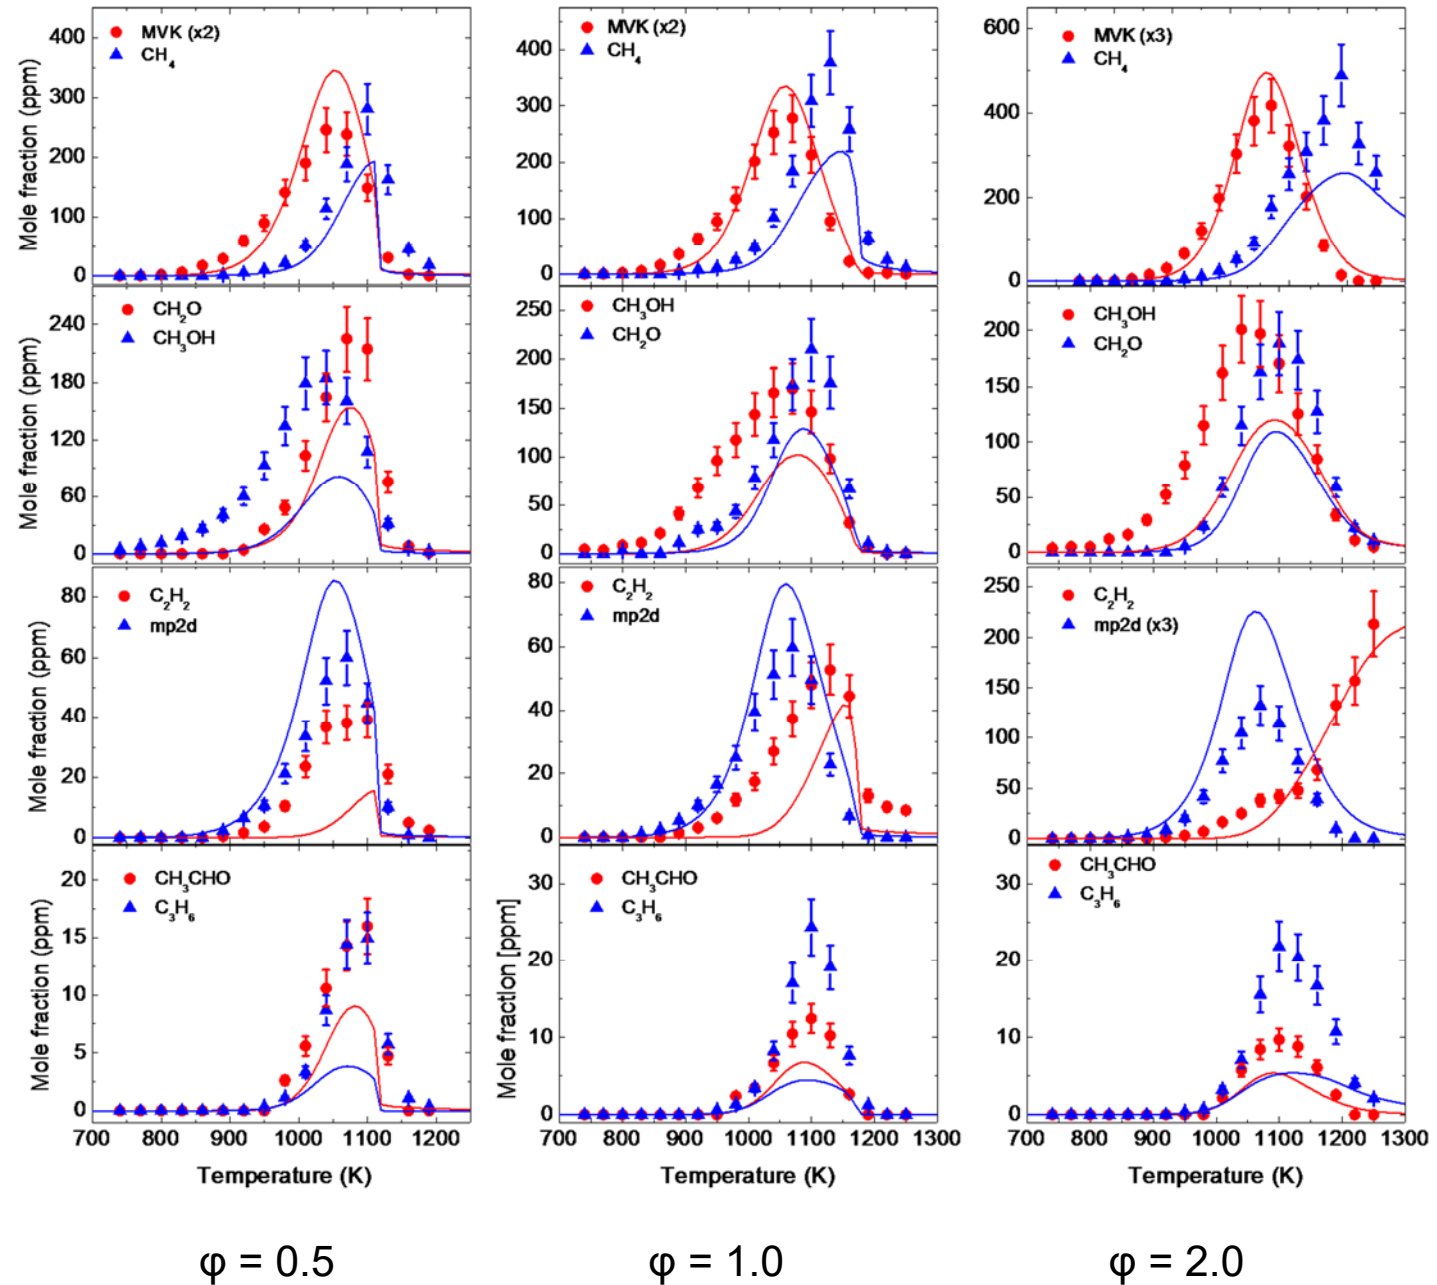 MVK (x2)
CH₄
400
300
200
100
0
Mole fraction (ppm)
MVK (x2)
CH₄
400
300
200
100
0
MVK (x3)
CH₄
600
400
200
0
CH₂O
CH₃OH
240
180
120
60
0
Mole fraction (ppm)
CH₃OH
CH₂O
250
200
150
100
50
0
CH₃OH
CH₂O
200
150
100
50
0
C₂H₂
mp2d
80
60
40
20
0
Mole fraction (ppm)
C₂H₂
mp2d
80
60
40
20
0
C₂H₂
mp2d (x3)
250
200
150
100
50
0
CH₃CHO
C₃H₆
20
15
10
5
0
Mole fraction (ppm)
700 800 900 1000 1100 1200
Temperature (K)
CH₃CHO
C₃H₆
30
20
10
0
Mole fraction [ppm]
700 800 900 1000 1100 1200 1300
Temperature (K)
CH₃CHO
C₃H₆
30
20
10
0
700 800 900 1000 1100 1200 1300
Temperature (K)
φ = 0.5
φ = 1.0
φ = 2.0